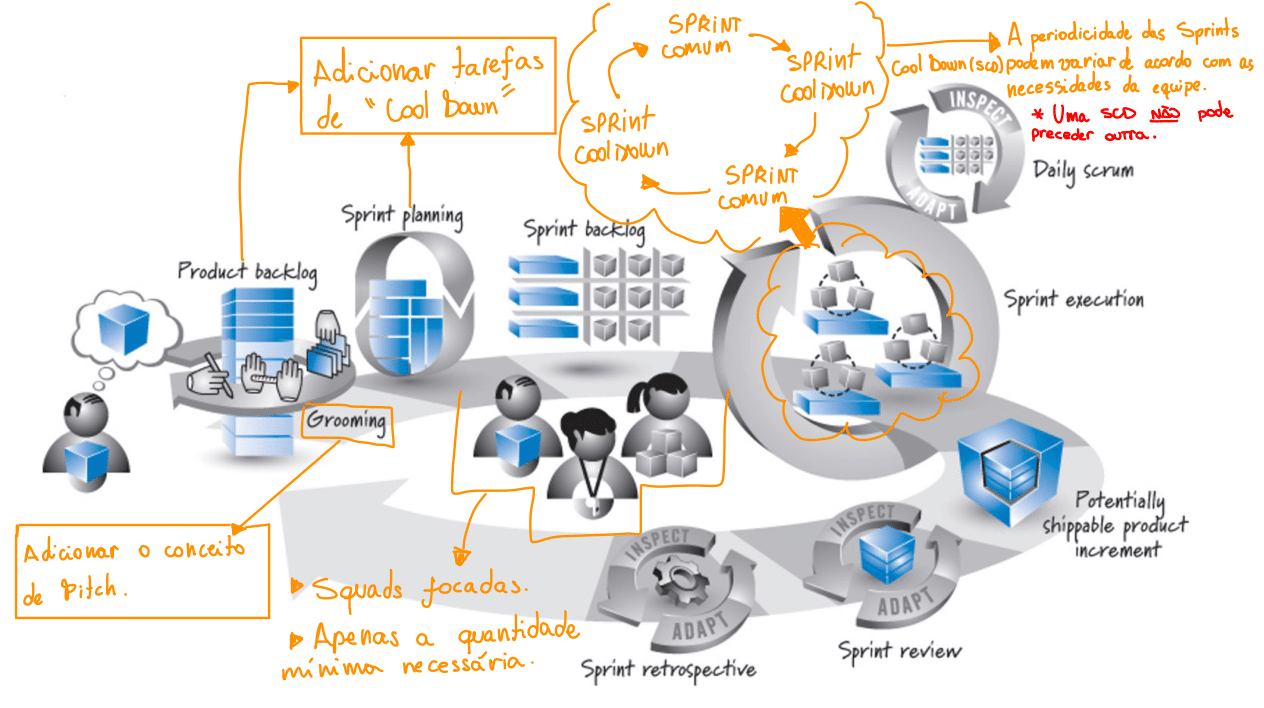 Adicionar tarefas
de "Cool Down"
SPRINT
COMUM
SPRINT
COOLDOWN
SPRINT
COMUM
SPRINT
COOLDOWN
A periodicidade das Sprints
Cool Down (SCD) podem variar de acordo com as
necessidades da equipe.
* Uma SCD NÃO pode
preceder outra.
INSPECT
ADAPT
Daily scrum
Sprint planning
Sprint backlog
Product backlog
Sprint execution
Grooming
Adicionar o conceito
de Pitch.
Squads focadas.
Apenas a quantidade
mínima necessária.
INSPECT
ADAPT
Sprint retrospective
INSPECT
ADAPT
Sprint review
Potentially
shippable product
increment